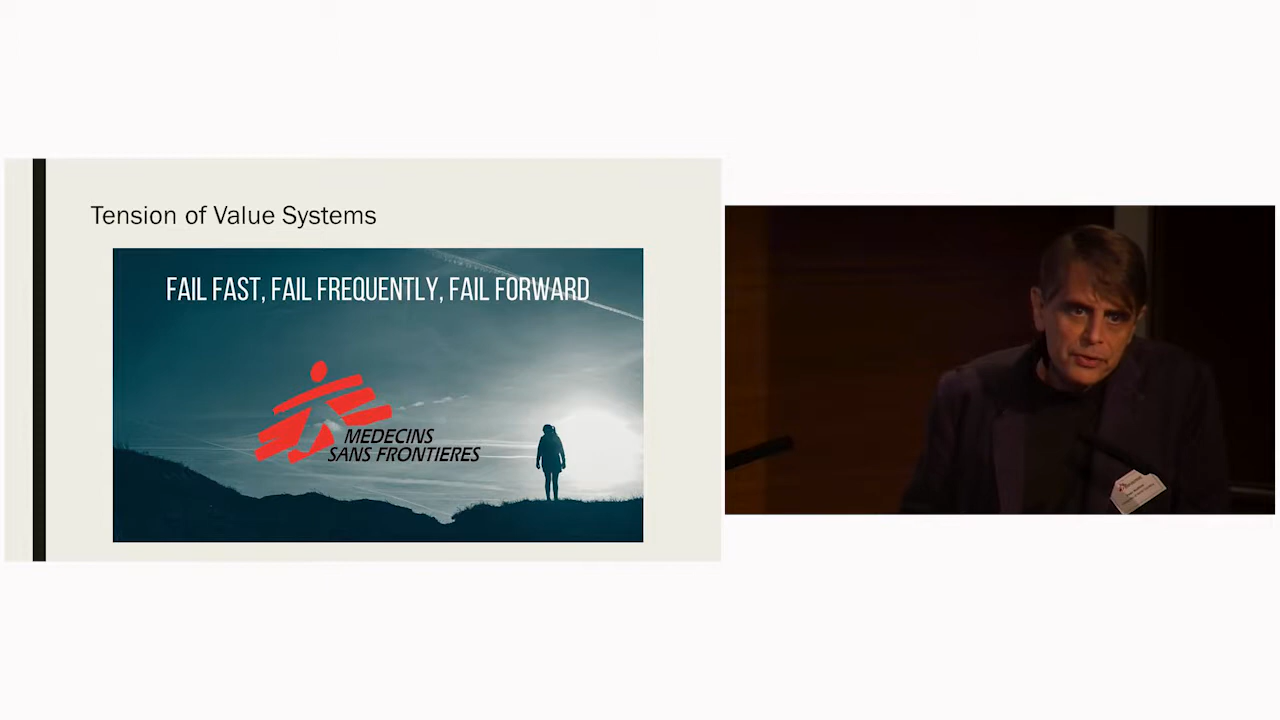 Tension of Value Systems
FAIL FAST, FAIL FREQUENTLY, FAIL FORWARD
MEDECINS
SANS FRONTIERES